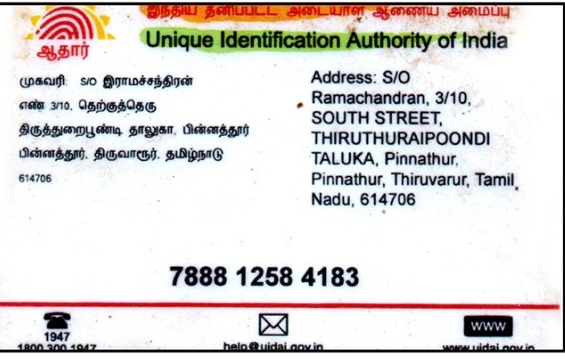 இந்திய தனிப்பட்ட அடையாள ஆணைய அமைப்பு
Unique Identification Authority of India
ஆதார்
முகவரி: S/O இராமச்சந்திரன்
எண் 3/10, தெற்குத்தெரு
திருத்துறைபூண்டி தாலுகா, பின்னத்தூர்
பின்னத்தூர், திருவாரூர், தமிழ்நாடு
614706
Address: S/O
Ramachandran, 3/10,
SOUTH STREET,
THIRUTHURAIPOONDI
TALUKA, Pinnathur,
Pinnathur, Thiruvarur, Tamil
Nadu, 614706
7888 1258 4183
1947
1800 300 1947
help@uidai.gov.in
www
www.uidai.gov.in